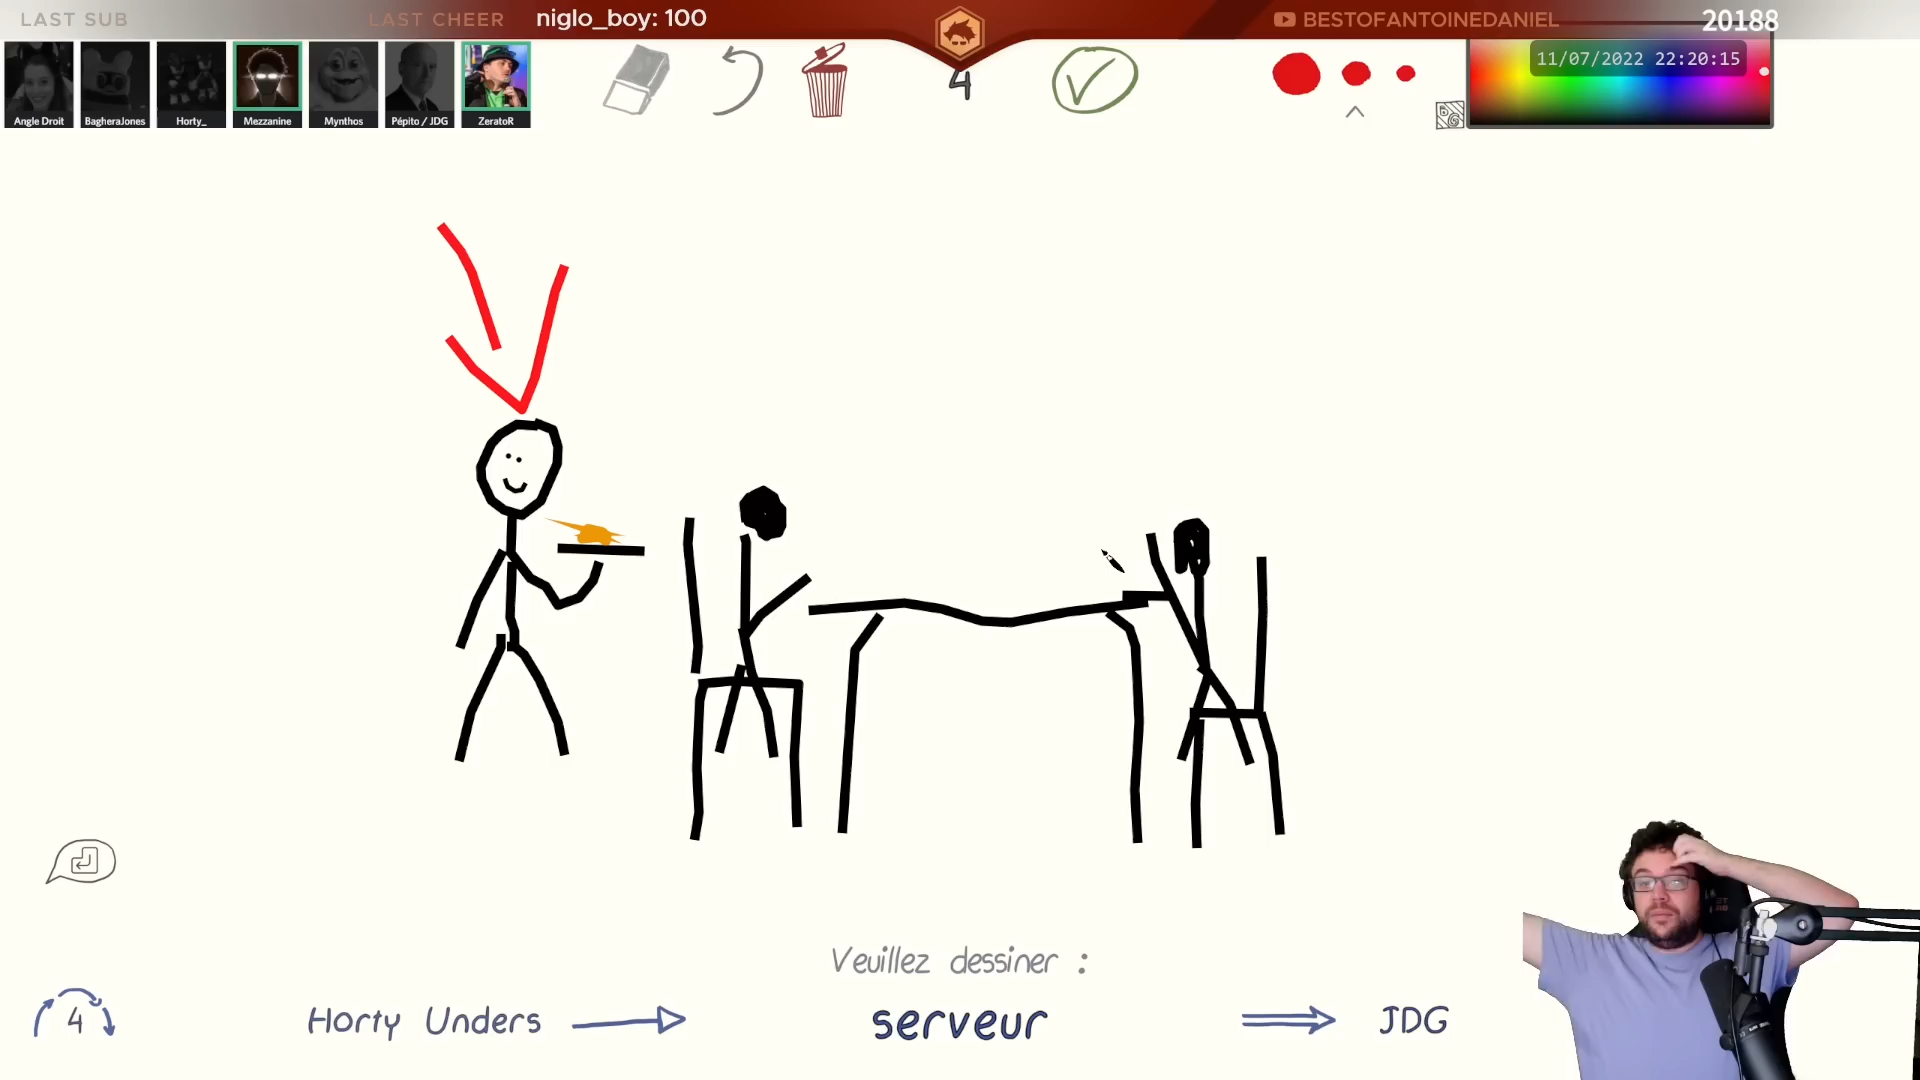 LAST SUB
LAST CHEER
niglo_boy: 100
BESTOFANTOINEDANIEL
20188
11/07/2022 22:20:15
4
Angle Droit
BagheraJones
Horty_
Mezzanine
Mynthos
Pépito / JDG
ZeratoR
Veuillez dessiner :
4
Horty Unders
serveur
JDG